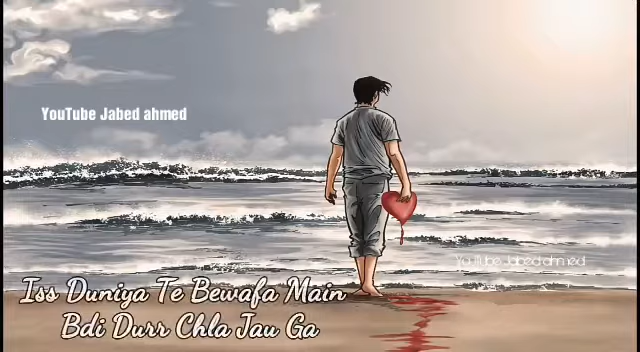 YouTube Jabed ahmed
YouTube Jabed ahmed
Iss Duniya Te Bewafa Main
Bdi Durr Chla Jau Ga